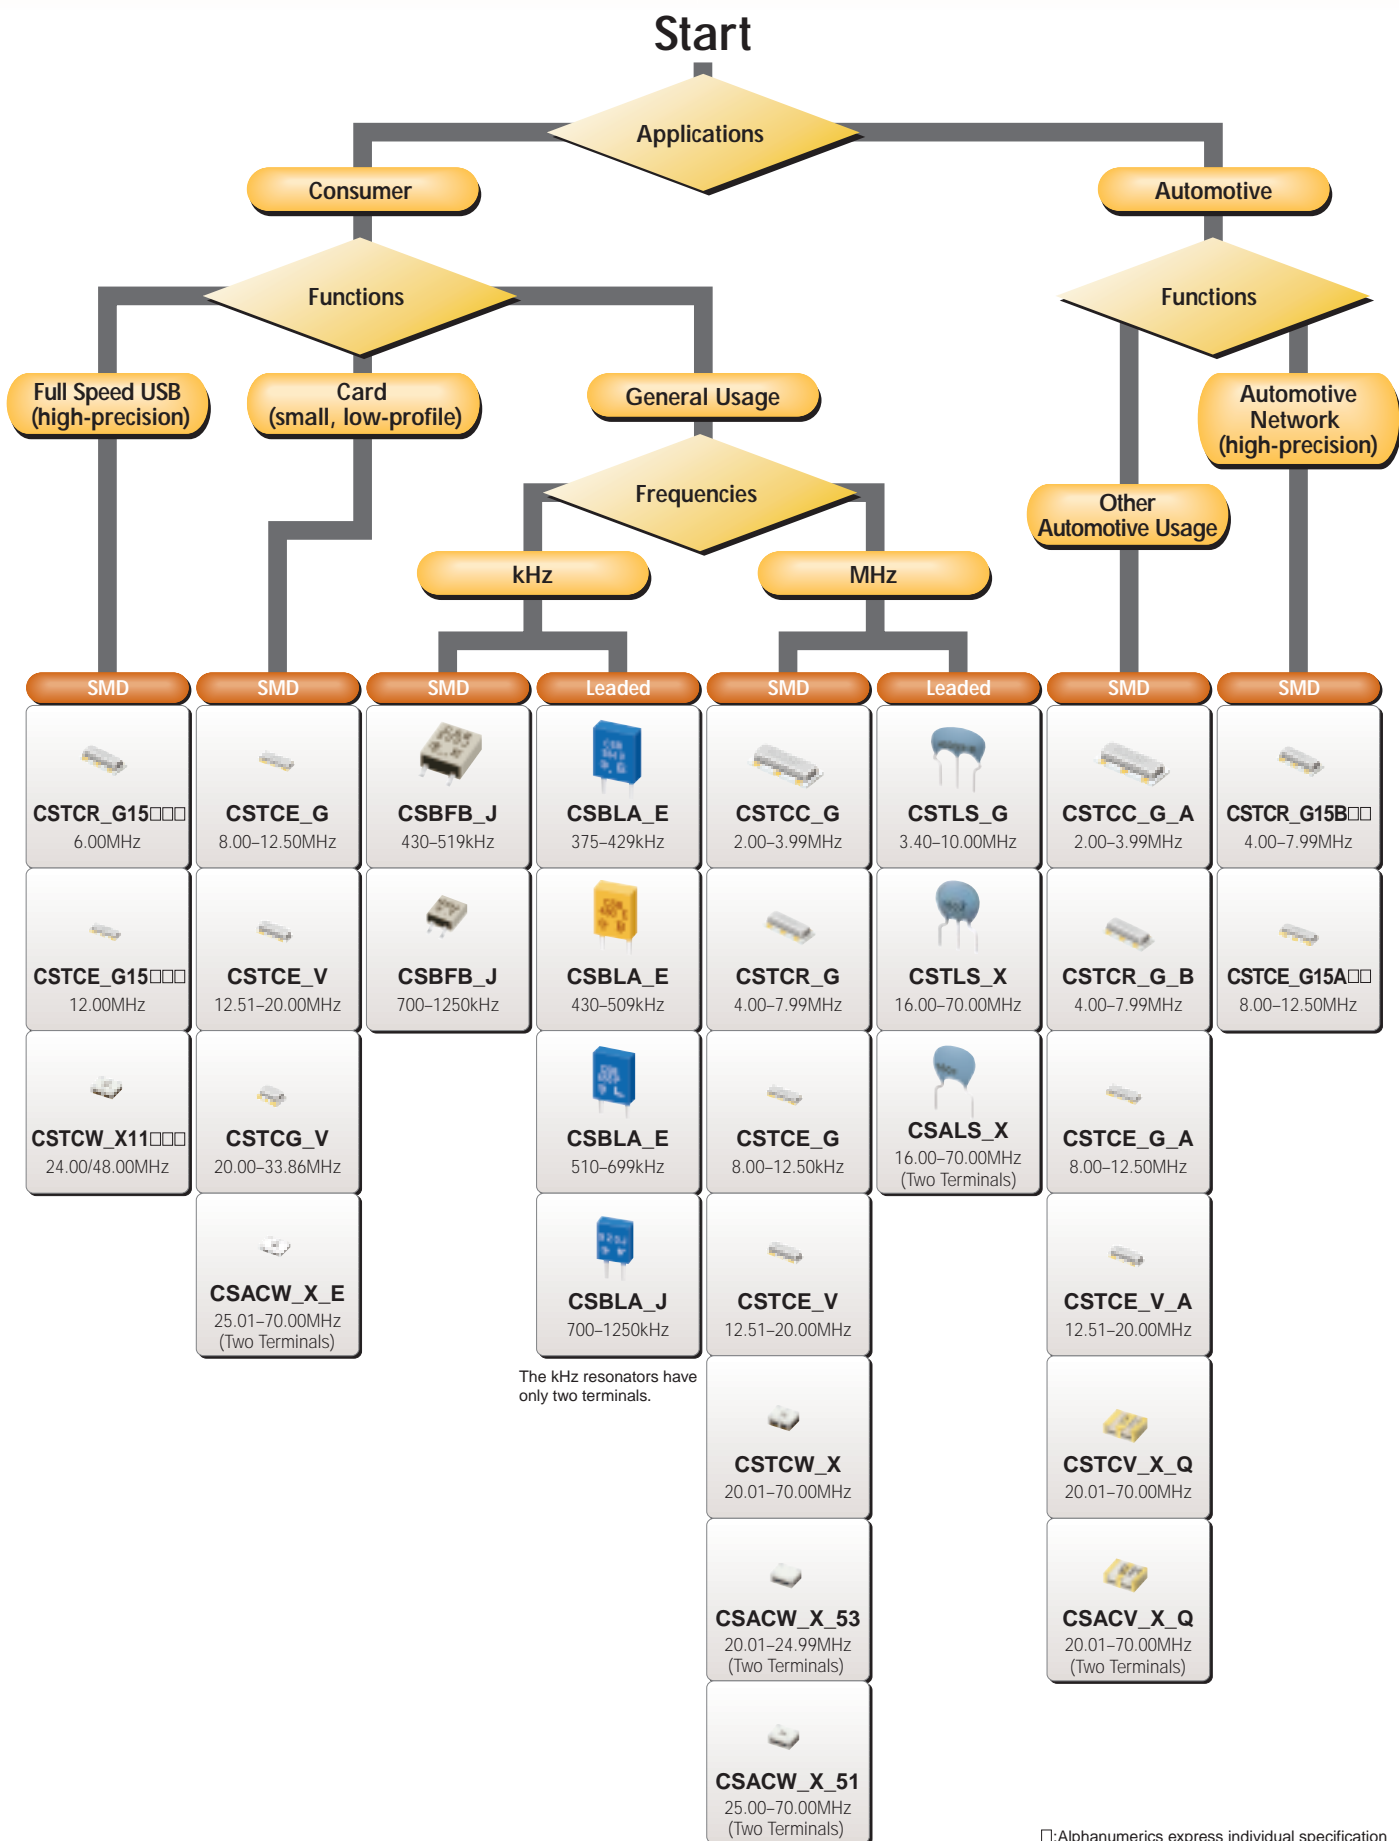 Start
Applications
Consumer
Automotive
Functions
Functions
Full Speed USB
(high-precision)
Card
(small, low-profile)
General Usage
Automotive
Network
(high-precision)
Frequencies
Other
Automotive Usage
kHz
MHz
SMD
SMD
SMD
Leaded
SMD
Leaded
SMD
SMD
CSTCR_G15□□□
6.00MHz
CSTCE_G
8.00–12.50MHz
CSBFB_J
430–519kHz
CSBLA_E
375–429kHz
CSTCC_G
2.00–3.99MHz
CSTLS_G
3.40–10.00MHz
CSTCC_G_A
2.00–3.99MHz
CSTCR_G15B□□
4.00–7.99MHz
CSTCE_G15□□□
12.00MHz
CSTCE_V
12.51–20.00MHz
CSBFB_J
700–1250kHz
CSBLA_E
430–509kHz
CSTCR_G
4.00–7.99MHz
CSTLS_X
16.00–70.00MHz
CSTCR_G_B
4.00–7.99MHz
CSTCE_G15A□□
8.00–12.50MHz
CSTCW_X11□□□
24.00/48.00MHz
CSTCG_V
20.00–33.86MHz
CSBLA_E
510–699kHz
CSTCE_G
8.00–12.50kHz
CSALS_X
16.00–70.00MHz
(Two Terminals)
CSTCE_G_A
8.00–12.50MHz
CSACW_X_E
25.01–70.00MHz
(Two Terminals)
CSBLA_J
700–1250kHz
CSTCE_V
12.51–20.00MHz
CSTCE_V_A
12.51–20.00MHz
The kHz resonators have
only two terminals.
CSTCW_X
20.01–70.00MHz
CSTCV_X_Q
20.01–70.00MHz
CSACW_X_53
20.01–24.99MHz
(Two Terminals)
CSACV_X_Q
20.01–70.00MHz
(Two Terminals)
CSACW_X_51
25.00–70.00MHz
(Two Terminals)
□:Alphanumerics express individual specification